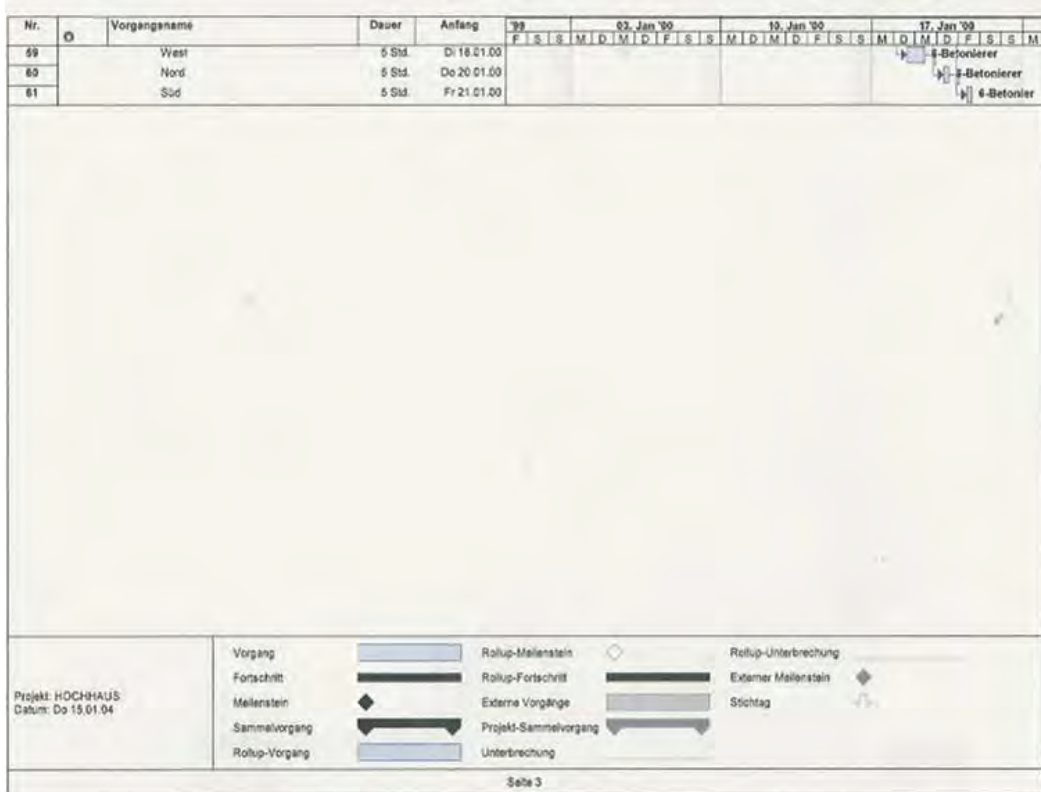 Nr. Vorgangsname Dauer Anfang '99 03. Jan '00 10. Jan '00 17. Jan '00
F S S M D M D F S S M D M D F S S M D M D F S S M
59 West 5 Std. Di 18.01.00 6-Betonierer
60 Nord 5 Std. Do 20.01.00 6-Betonierer
61 Süd 5 Std. Fr 21.01.00 6-Betonier
Projekt: HOCHHAUS
Datum: Do 15.01.04
Vorgang Rollup-Meilenstein Rollup-Unterbrechung
Fortschritt Rollup-Fortschritt Externer Meilenstein
Meilenstein Externe Vorgänge Stichtag
Sammelvorgang Projekt-Sammelvorgang
Rollup-Vorgang Unterbrechung
Seite 3